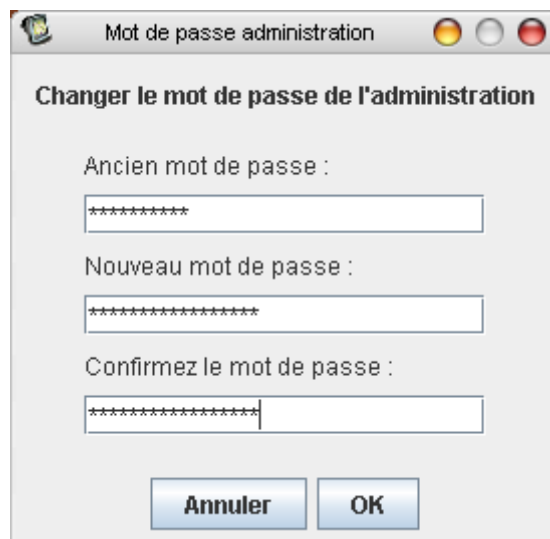 Mot de passe administration
Changer le mot de passe de l'administration
Ancien mot de passe :
**********
Nouveau mot de passe :
*****************
Confirmez le mot de passe :
*****************
Annuler OK